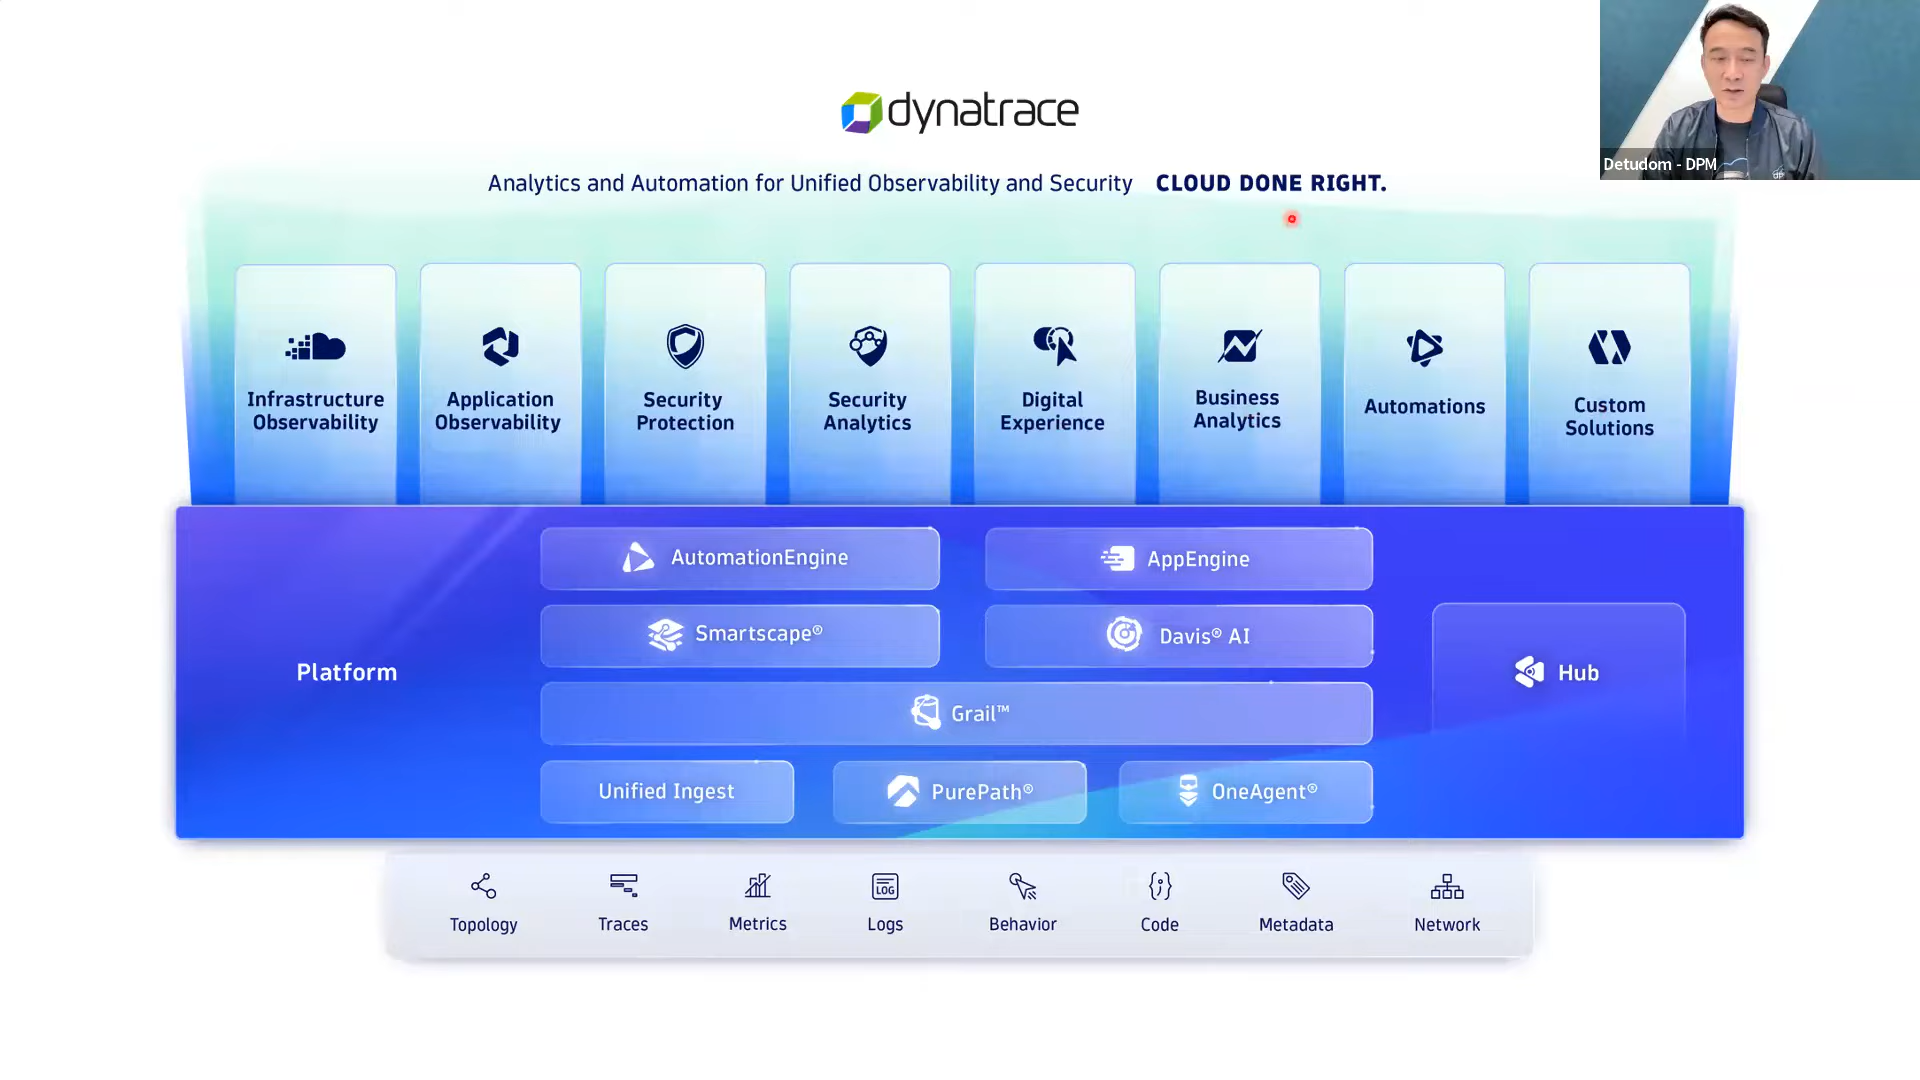 dynatrace
Detudom - DPM
Analytics and Automation for Unified Observability and Security CLOUD DONE RIGHT.
Infrastructure
Observability
Application
Observability
Security
Protection
Security
Analytics
Digital
Experience
Business
Analytics
Automations
Custom
Solutions
AutomationEngine
AppEngine
Smartscape®
Davis® AI
Platform
Hub
Grail™
Unified Ingest
PurePath®
OneAgent®
LOG
Topology
Traces
Metrics
Logs
Behavior
Code
Metadata
Network